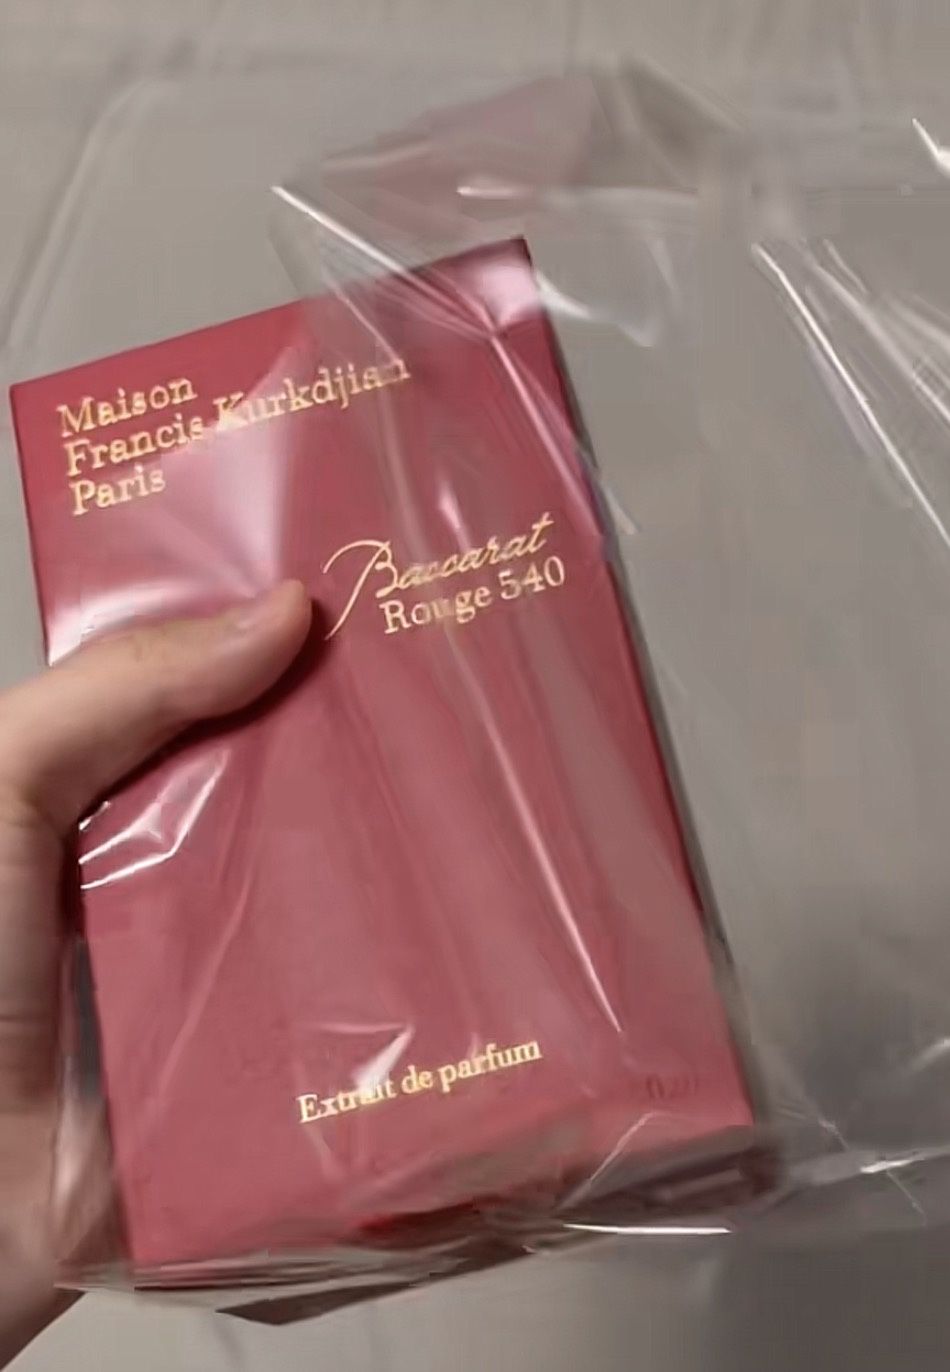 Maison
Francis Kurkdjian
Paris
Baccarat
Rouge 540
Extrait de parfum